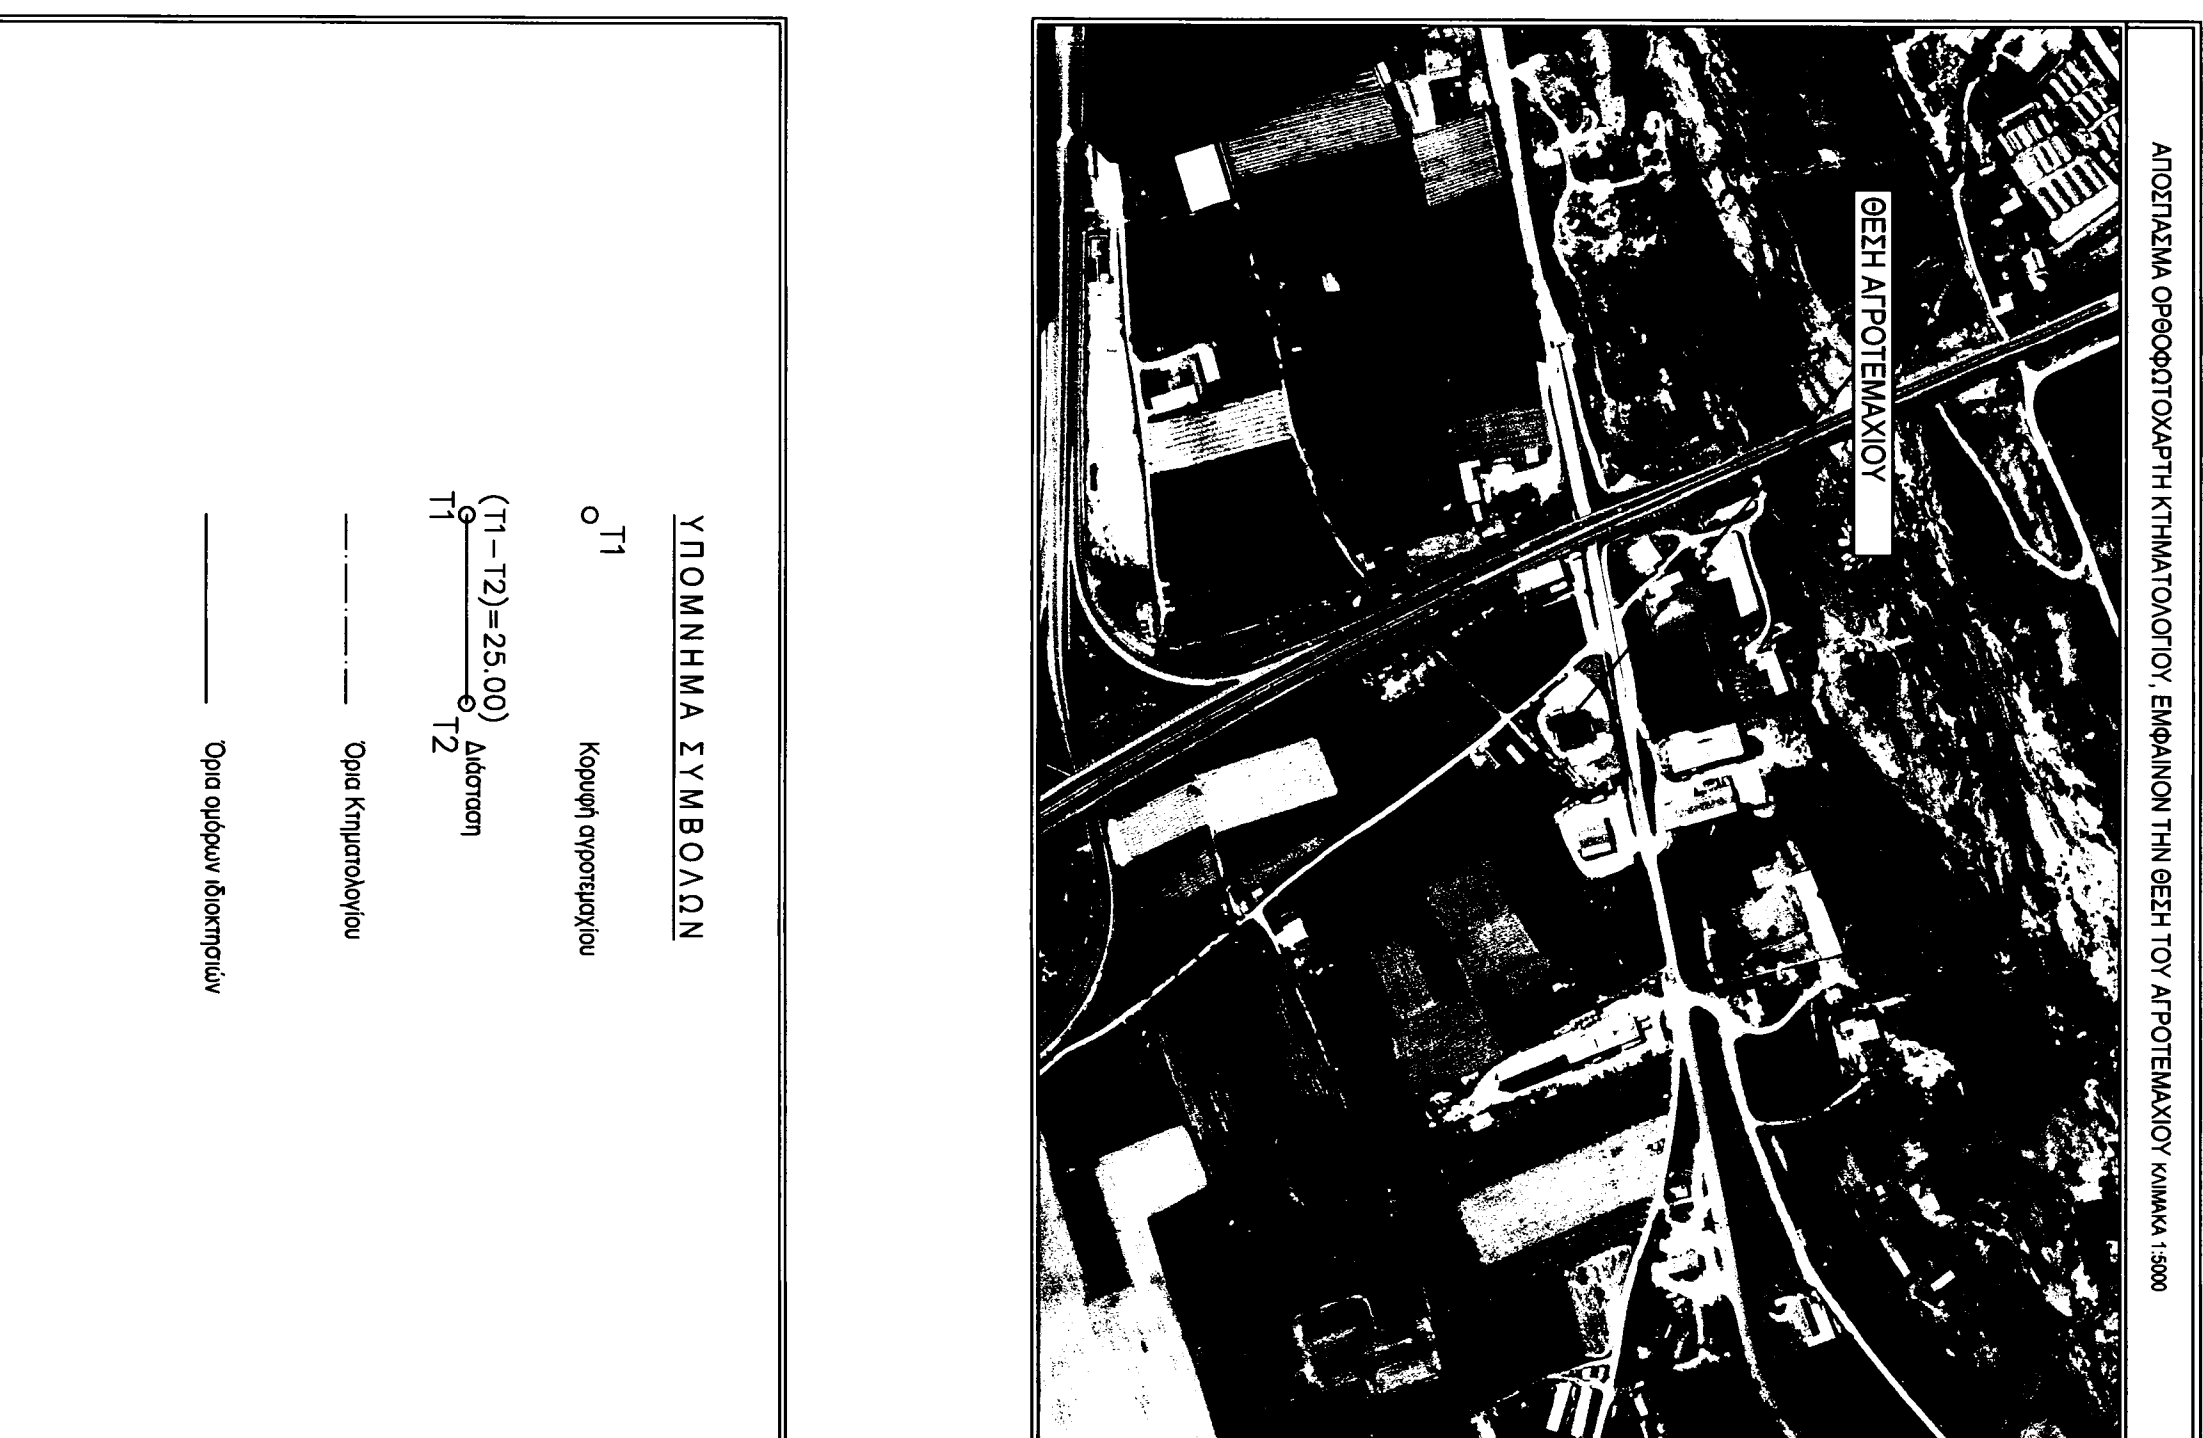 ΑΠΟΣΠΑΣΜΑ ΟΡΘΟΦΩΤΟΧΑΡΤΗ ΚΤΗΜΑΤΟΛΟΓΙΟΥ, ΕΜΦΑΙΝΟΝ ΤΗΝ ΘΕΣΗ ΤΟΥ ΑΓΡΟΤΕΜΑΧΙΟΥ ΚΛΙΜΑΚΑ 1:5000
ΘΕΣΗ ΑΓΡΟΤΕΜΑΧΙΟΥ
ΥΠΟΜΝΗΜΑ ΣΥΜΒΟΛΩΝ
Τ1
Κορυφή αγροτεμαχίου
(Τ1-Τ2)=25.00)
Τ1 Τ2 Διάσταση
Όρια Κτηματολογίου
Όρια ομόρων ιδιοκτησιών